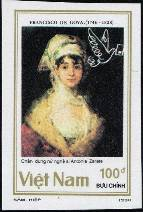 FRANCISCO DE GOYA (1746 - 1828)
Chân dung nữ nghệ sĩ Antonia Zarate
100đ
Việt Nam BƯU CHÍNH